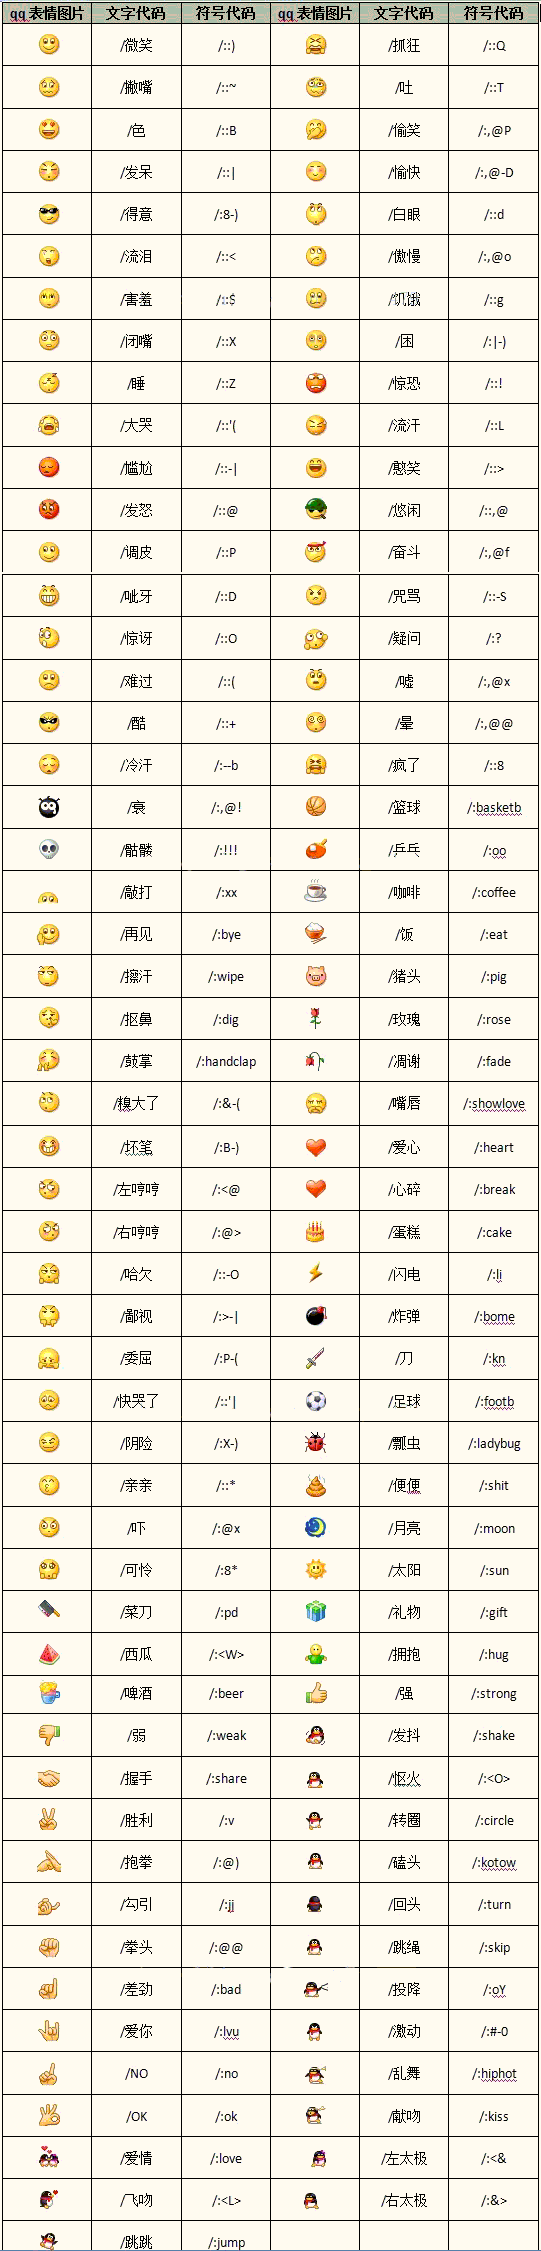 qq 表情图片 文字代码 符号代码 qq 表情图片 文字代码 符号代码
/微笑 /::) /抓狂 /::Q
/撇嘴 /::~ /吐 /::T
/色 /::B /偷笑 /:,@P
/发呆 /::| /愉快 /:,@-D
/得意 /:8-) /白眼 /::d
/流泪 /::< /傲慢 /:,@o
/害羞 /::$ /饥饿 /::g
/闭嘴 /::X /困 /:|-)
/睡 /::Z /惊恐 /::!
/大哭 /::'( /流汗 /::L
/尴尬 /::-| /憨笑 /::>
/发怒 /::@ /悠闲 /::,@
/调皮 /::P /奋斗 /:,@f
/呲牙 /::D /咒骂 /::-S
/惊讶 /::O /疑问 /:?
/难过 /::( /嘘 /:,@x
/酷 /::+ /晕 /:,@@
/冷汗 /:--b /疯了 /::8
/衰 /:,@! /篮球 /:basketb
/骷髅 /:!!! /乒乓 /:oo
/敲打 /:xx /咖啡 /:coffee
/再见 /:bye /饭 /:eat
/擦汗 /:wipe /猪头 /:pig
/抠鼻 /:dig /玫瑰 /:rose
/鼓掌 /:handclap /凋谢 /:fade
/糗大了 /:&-( /嘴唇 /:showlove
/坏笔 /:B-) /爱心 /:heart
/左哼哼 /:<@ /心碎 /:break
/右哼哼 /:@> /蛋糕 /:cake
/哈欠 /::-O /闪电 /:li
/鄙视 /:>-| /炸弹 /:bome
/委屈 /:P-( /刀 /:kn
/快哭了 /::'| /足球 /:footb
/阴险 /:X-) /瓢虫 /:ladybug
/亲亲 /::* /便便 /:shit
/吓 /:@x /月亮 /:moon
/可怜 /:8* /太阳 /:sun
/菜刀 /:pd /礼物 /:gift
/西瓜 /:<W> /拥抱 /:hug
/啤酒 /:beer /强 /:strong
/弱 /:weak /发抖 /:shake
/握手 /:share /怄火 /:<O>
/胜利 /:v /转圈 /:circle
/抱拳 /:@) /磕头 /:kotow
/勾引 /:jj /回头 /:turn
/拳头 /:@@ /跳绳 /:skip
/差劲 /:bad /投降 /:oY
/爱你 /:lvu /激动 /:#-0
/NO /:no /乱舞 /:hiphot
/OK /:ok /献吻 /:kiss
/爱情 /:love /左太极 /:<&
/飞吻 /:<L> /右太极 /:&>
/跳跳 /:jump